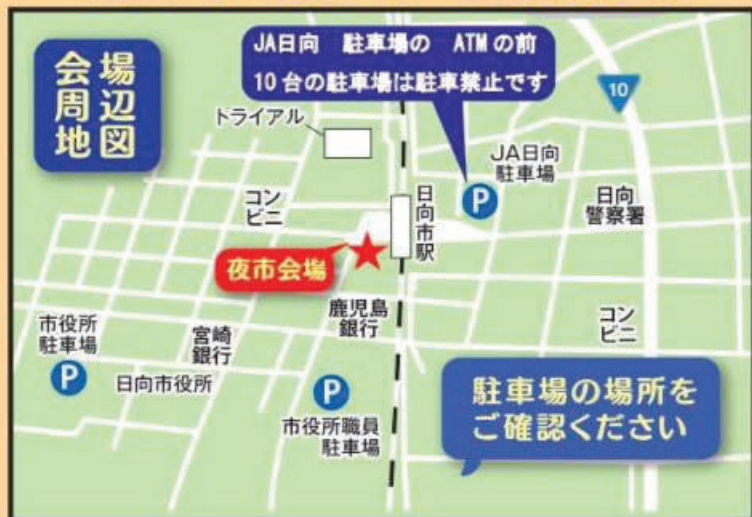 会場
周辺
地図
JA日向 駐車場の ATMの前
10台の駐車場は駐車禁止です
10
トライアル
JA日向
駐車場
P
コン
ビニ
日向市駅
日向
警察署
夜市会場
鹿児島
銀行
コン
ビニ
市役所
駐車場
P
宮崎
銀行
日向市役所
P
市役所職員
駐車場
駐車場の場所を
ご確認ください